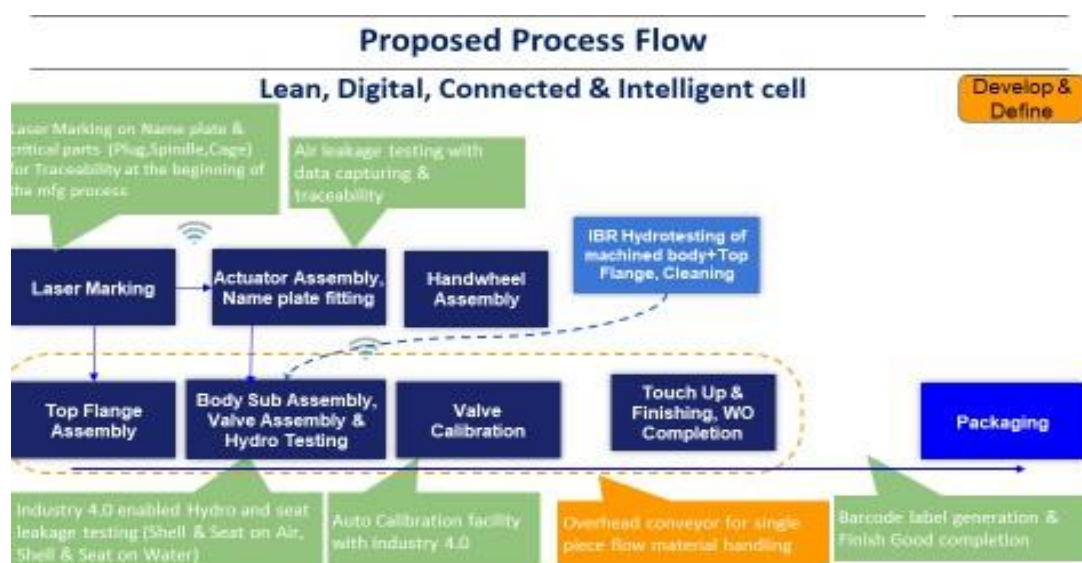 Proposed Process Flow
Lean, Digital, Connected & Intelligent cell
Develop &
Define
Laser Marking on Name plate &
critical parts (Plug,Spindle,Cage)
for Traceability at the beginning of
the mfg process
Air leakage testing with
data capturing &
traceability
IBR Hydrotesting of
machined body+Top
Flange, Cleaning
Laser Marking
Actuator Assembly,
Name plate fitting
Handwheel
Assembly
Top Flange
Assembly
Body Sub Assembly,
Valve Assembly &
Hydro Testing
Valve
Calibration
Touch Up &
Finishing, WO
Completion
Packaging
Industry 4.0 enabled Hydro and seat
leakage testing (Shell & Seat on Air,
Shell & Seat on Water)
Auto Calibration facility
with Industry 4.0
Overhead conveyor for single
piece flow material handling
Barcode label generation &
Finish Good completion